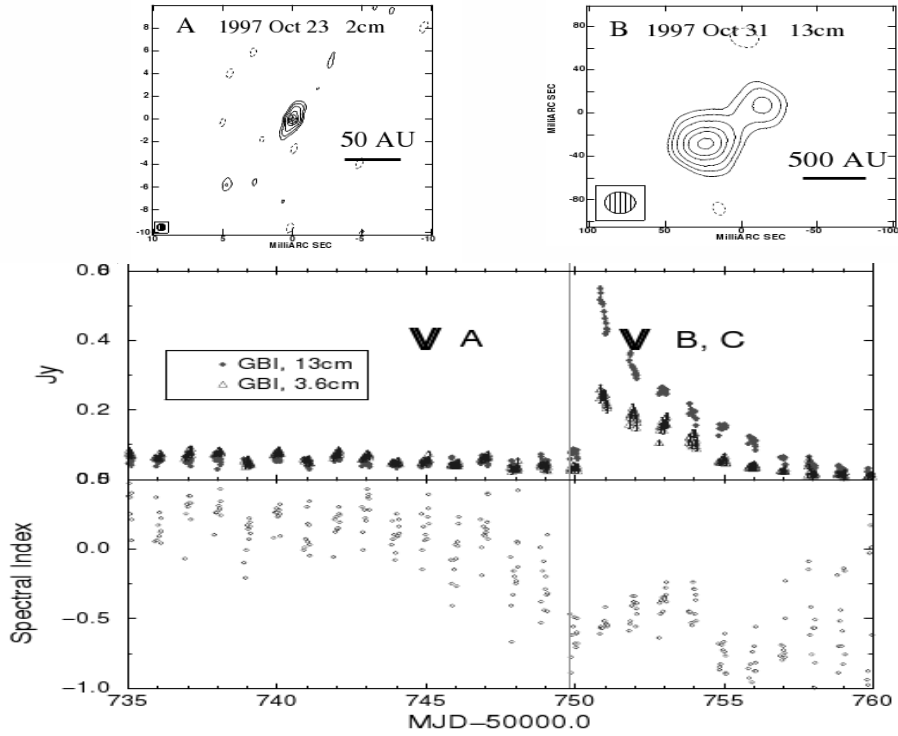 A 1997 Oct 23 2cm
8
6
4
2
0
-2
-4
-6
-8
-10
10 5 0 -5 -10
MilliARC SEC
50 AU
B 1997 Oct 31 13cm
MilliARC SEC
80
40
0
-40
-80
100 50 0 -50 -100
MilliARC SEC
500 AU
Jy
0.6
0.4
0.2
A
B, C
GBI, 13cm
GBI, 3.6cm
Spectral Index
0.0
−0.5
−1.0
735 740 745 750 755 760
MJD−50000.0